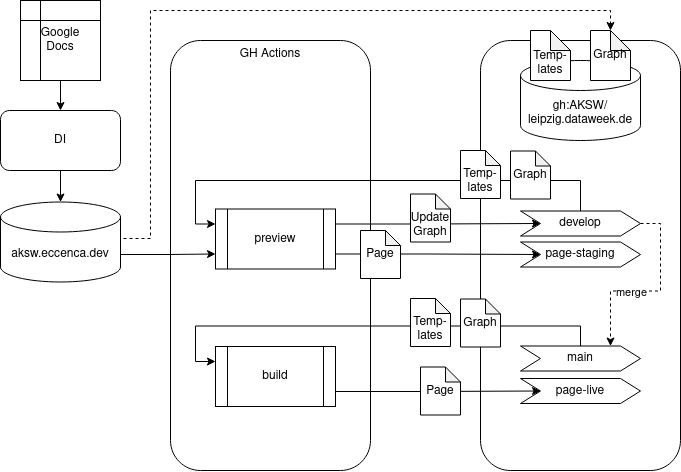 Google
Docs
GH Actions
Temp-
lates
Graph
gh:AKSW/
leipzig.dataweek.de
DI
Temp-
lates
Graph
Update
Graph
develop
aksw.eccenca.dev
preview
Page
page-staging
merge
Temp-
lates
Graph
main
build
Page
page-live